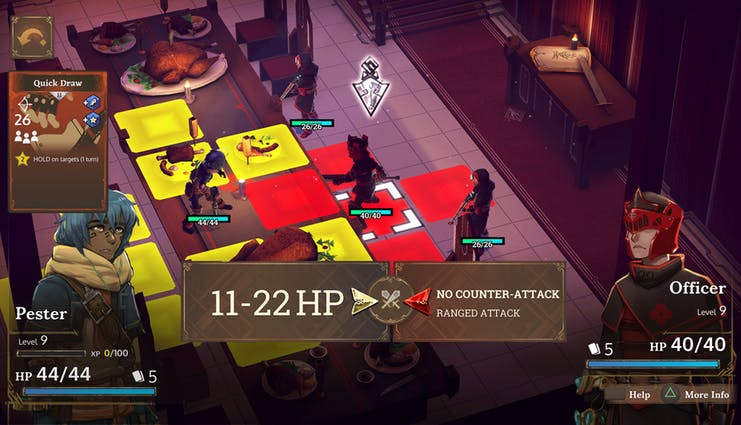 Quick Draw
26
2 HOLD on targets (1 turn)
26/26
44/44
40/40
26/26
11-22 HP
NO COUNTER-ATTACK
RANGED ATTACK
Pester
Level 9
XP 0/100
HP 44/44
5
Officer
Level 9
5
HP 40/40
Help
More Info